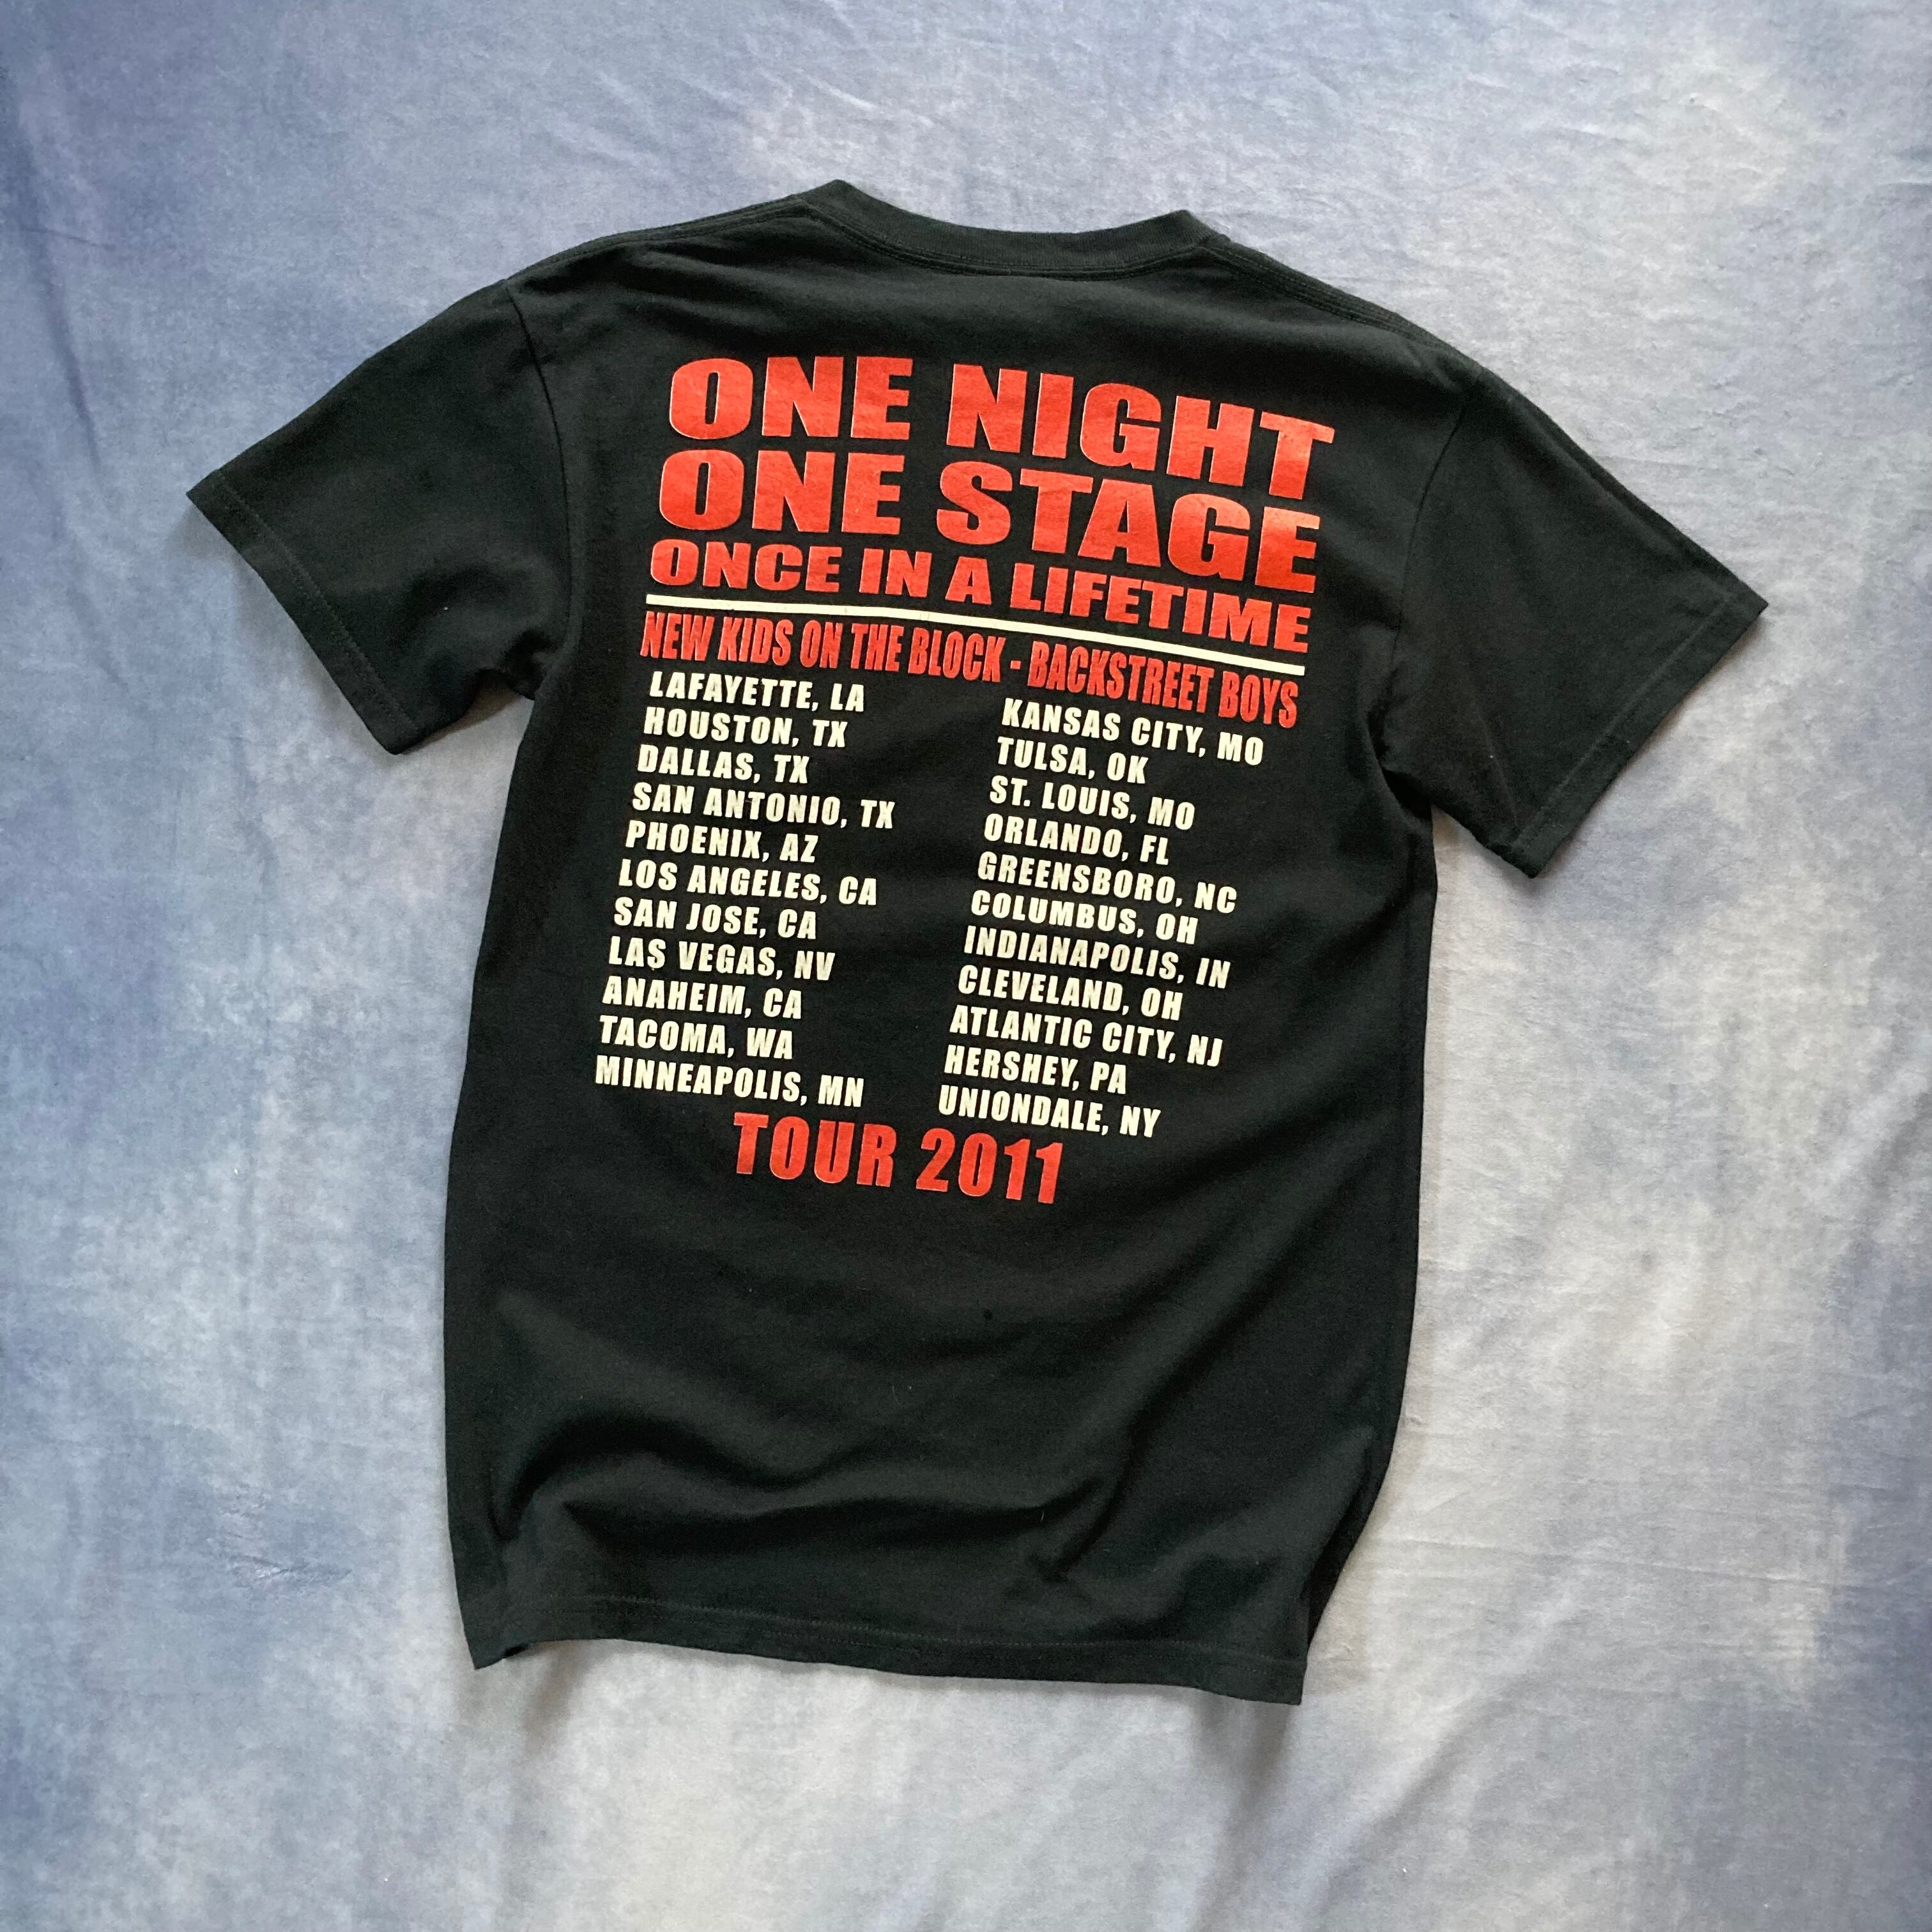 ONE NIGHT
ONE STAGE
ONCE IN A LIFETIME
NEW KIDS ON THE BLOCK - BACKSTREET BOYS
LAFAYETTE, LA
HOUSTON, TX
DALLAS, TX
SAN ANTONIO, TX
PHOENIX, AZ
LOS ANGELES, CA
SAN JOSE, CA
LAS VEGAS, NV
ANAHEIM, CA
TACOMA, WA
MINNEAPOLIS, MN
KANSAS CITY, MO
TULSA, OK
ST. LOUIS, MO
ORLANDO, FL
GREENSBORO, NC
COLUMBUS, OH
INDIANAPOLIS, IN
CLEVELAND, OH
ATLANTIC CITY, NJ
HERSHEY, PA
UNIONDALE, NY
TOUR 2011